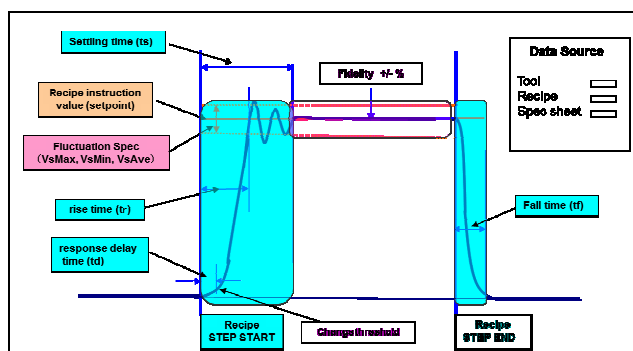 Settling time (ts)
Fidelity +/- %
Data Source
Tool
Recipe
Spec sheet
Recipe instruction
value (setpoint)
Fluctuation Spec
(VsMax, VsMin, VsAve)
rise time (tr)
Fall time (tf)
response delay
time (td)
Recipe
STEP START
Change threshold
Recipe
STEP END